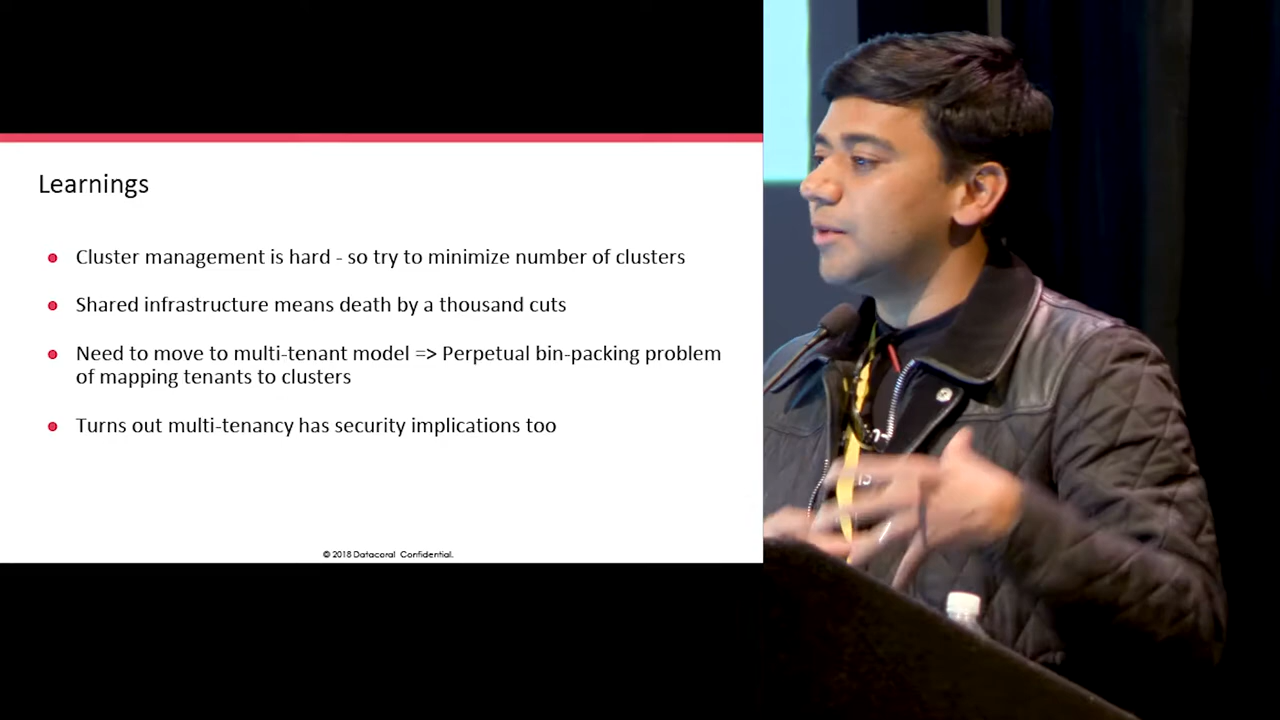 Learnings
Cluster management is hard - so try to minimize number of clusters
Shared infrastructure means death by a thousand cuts
Need to move to multi-tenant model => Perpetual bin-packing problem
of mapping tenants to clusters
Turns out multi-tenancy has security implications too
© 2018 Datacoral Confidential.